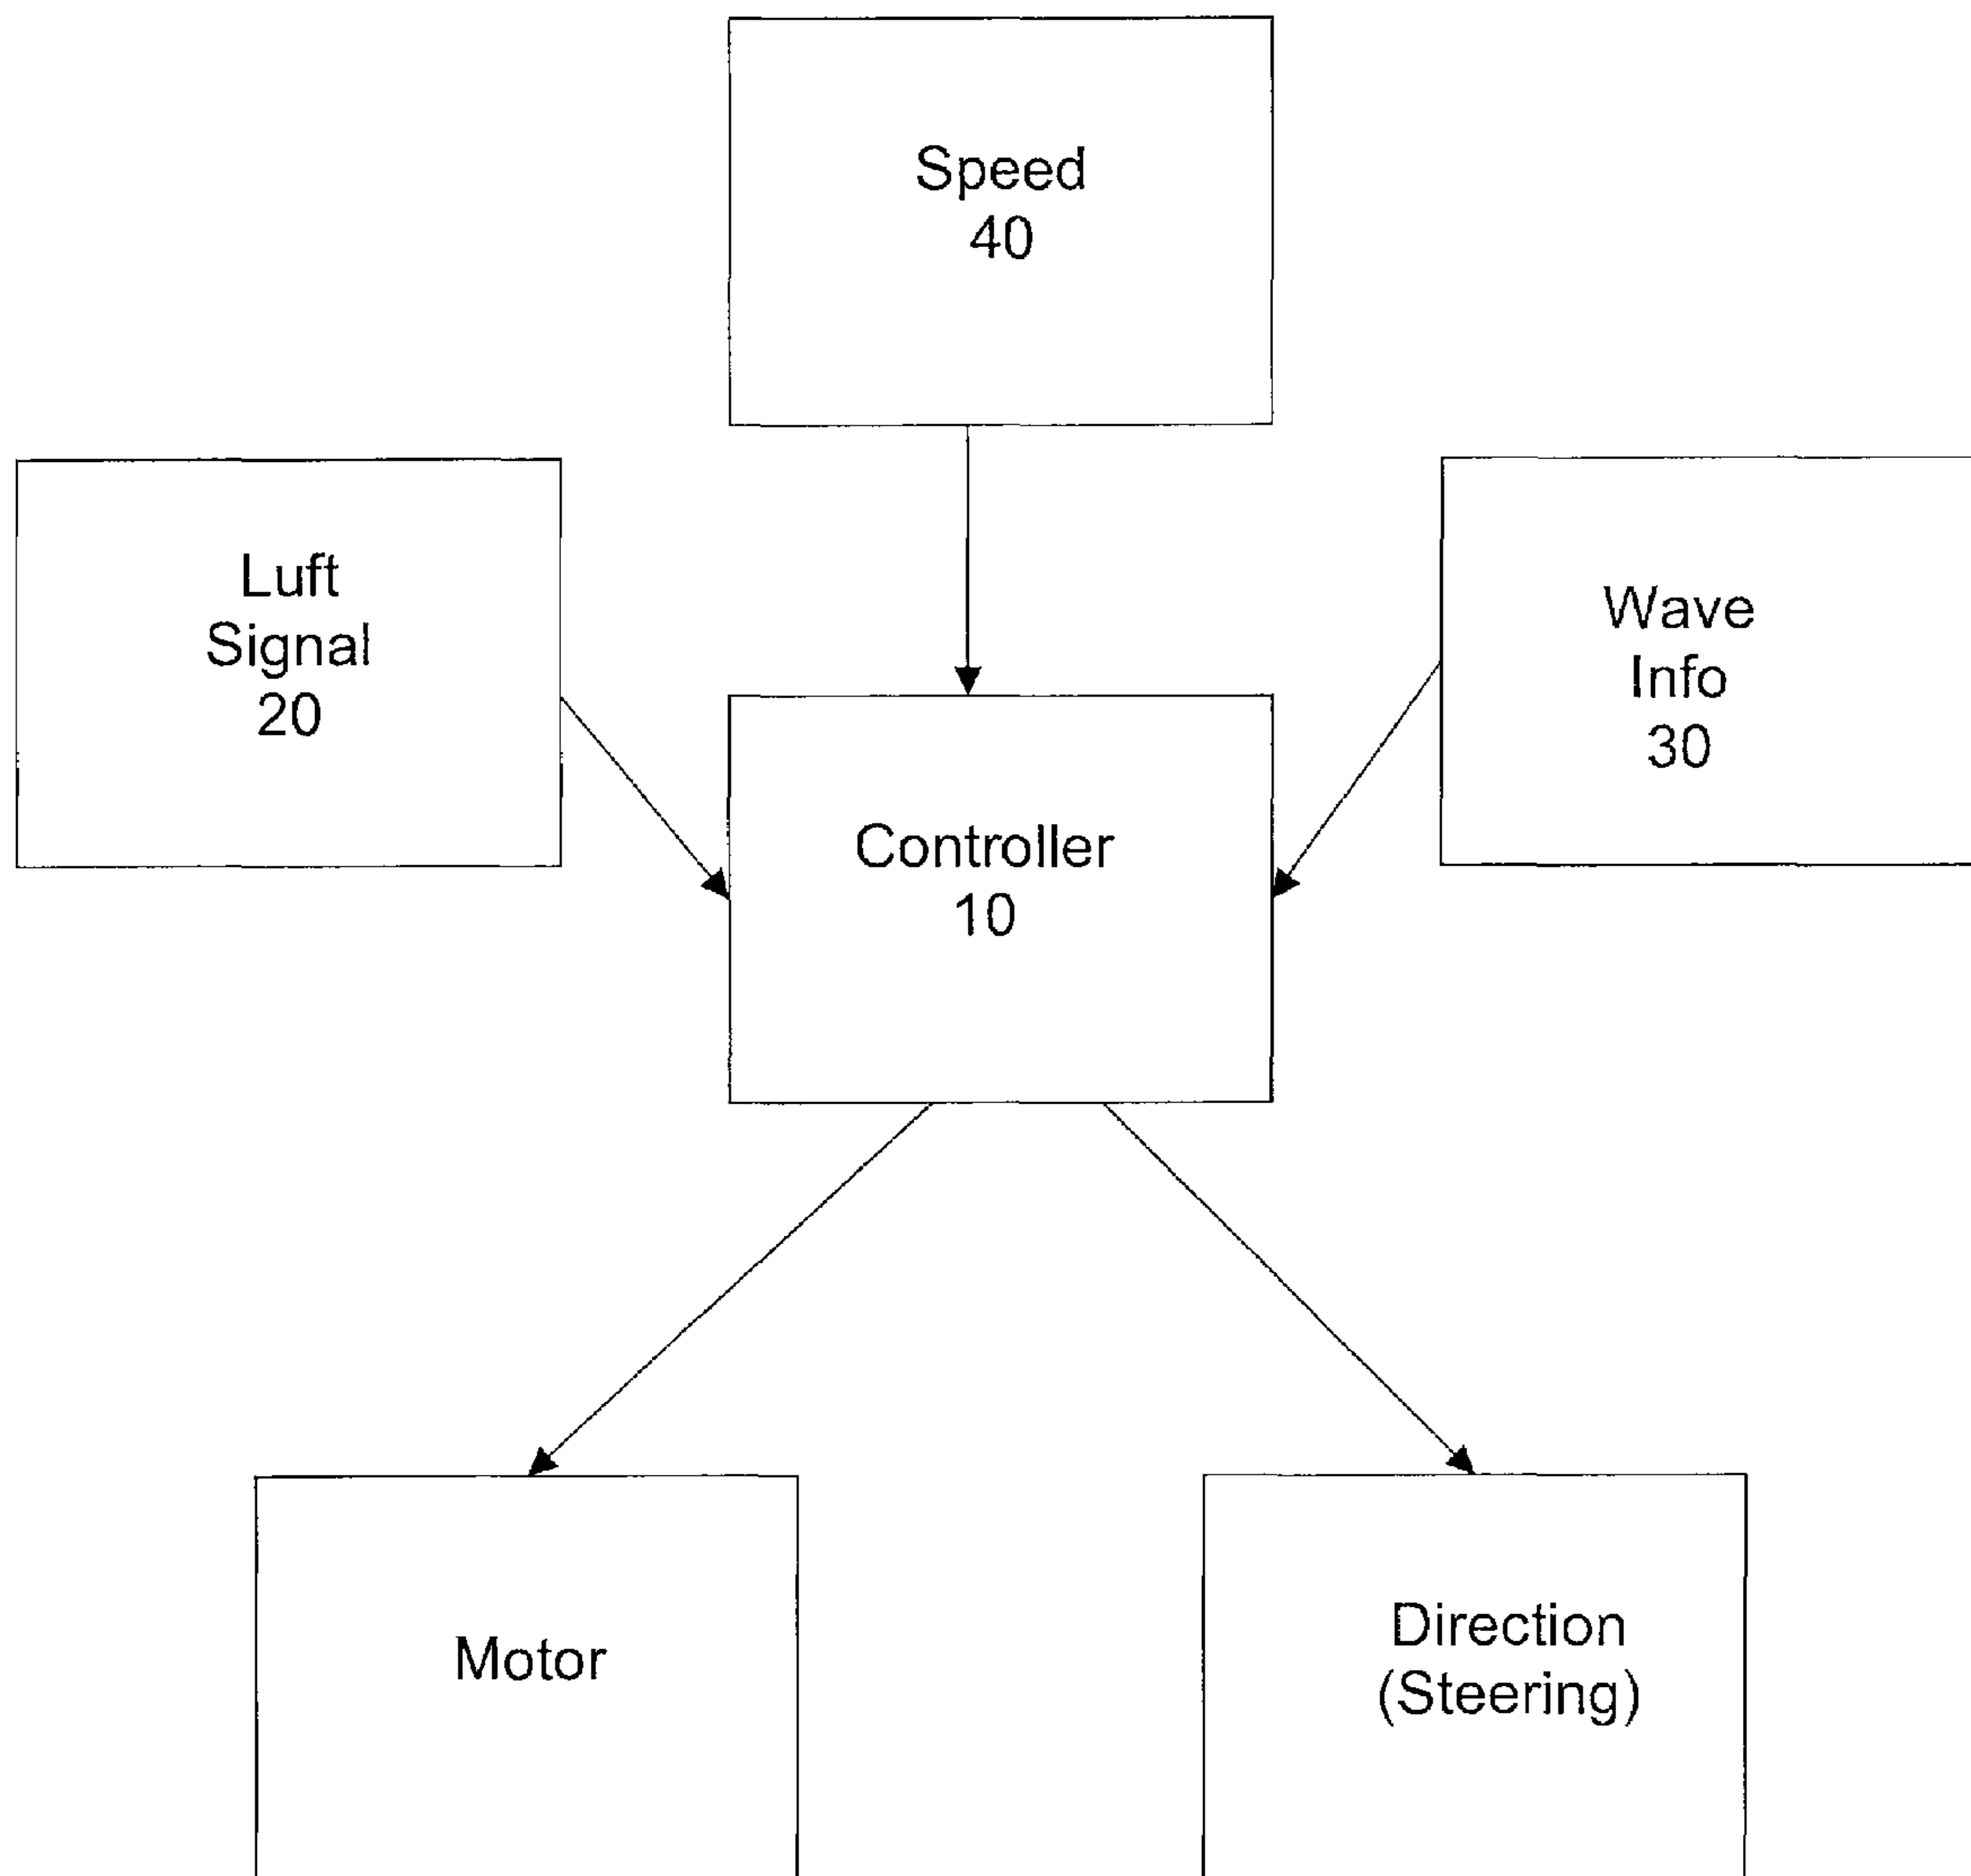 Speed
40
Luft
Signal
20
Wave
Info
30
Controller
10
Motor
Direction
(Steering)